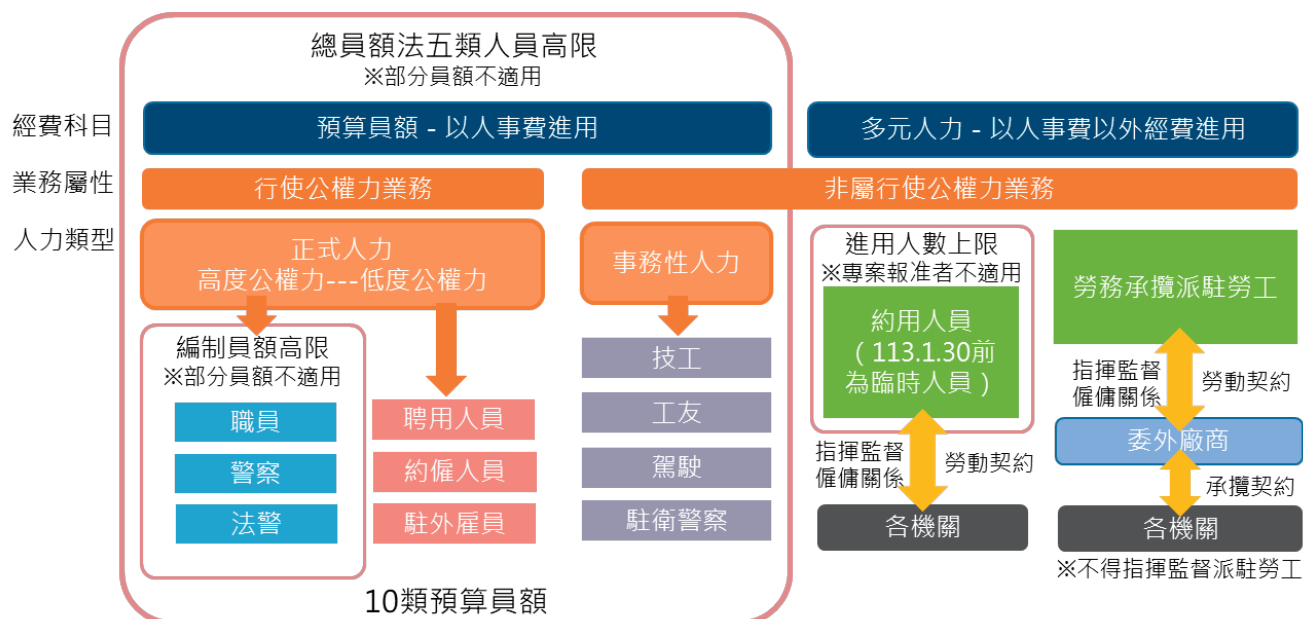 總員額法五類人員高限
※部分員額不適用
經費科目
預算員額 - 以人事費進用
多元人力 - 以人事費以外經費進用
業務屬性
行使公權力業務
非屬行使公權力業務
人力類型
正式人力
高度公權力---低度公權力
事務性人力
進用人數上限
※專案報准者不適用
勞務承攬派駐勞工
編制員額高限
※部分員額不適用
職員
警察
法警
聘用人員
約僱人員
駐外雇員
技工
工友
駕駛
駐衛警察
約用人員
（113.1.30前
為臨時人員）
指揮監督
僱傭關係
勞動契約
各機關
指揮監督
僱傭關係
勞動契約
委外廠商
承攬契約
各機關
※不得指揮監督派駐勞工
10類預算員額